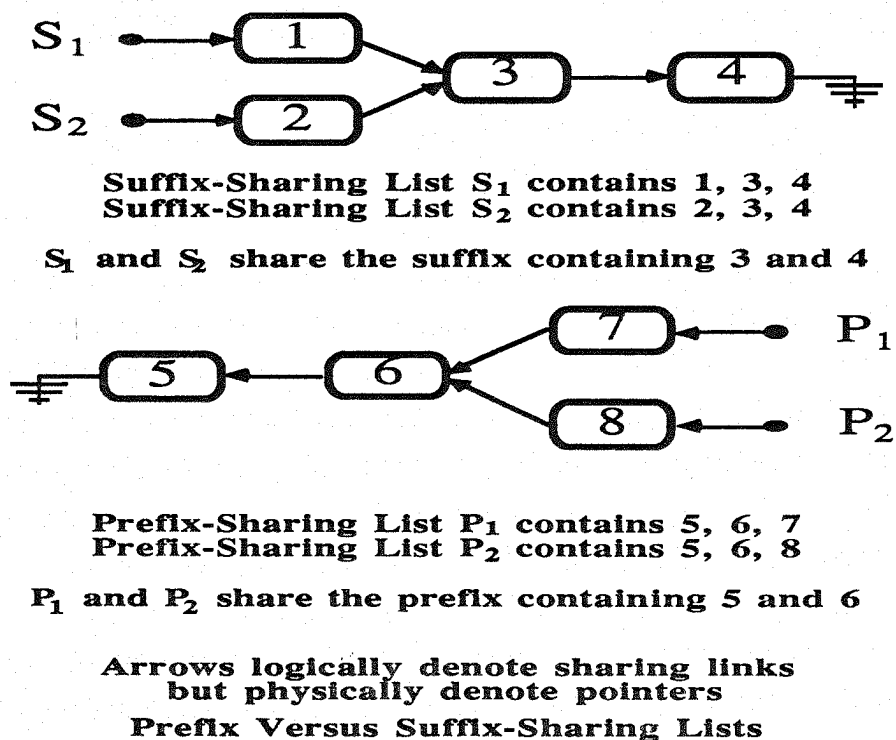 S1 1 3 4
S2 2
Suffix-Sharing List S1 contains 1, 3, 4
Suffix-Sharing List S2 contains 2, 3, 4
S1 and S2 share the suffix containing 3 and 4
5 6 7 P1
8 P2
Prefix-Sharing List P1 contains 5, 6, 7
Prefix-Sharing List P2 contains 5, 6, 8
P1 and P2 share the prefix containing 5 and 6
Arrows logically denote sharing links
but physically denote pointers
Prefix Versus Suffix-Sharing Lists